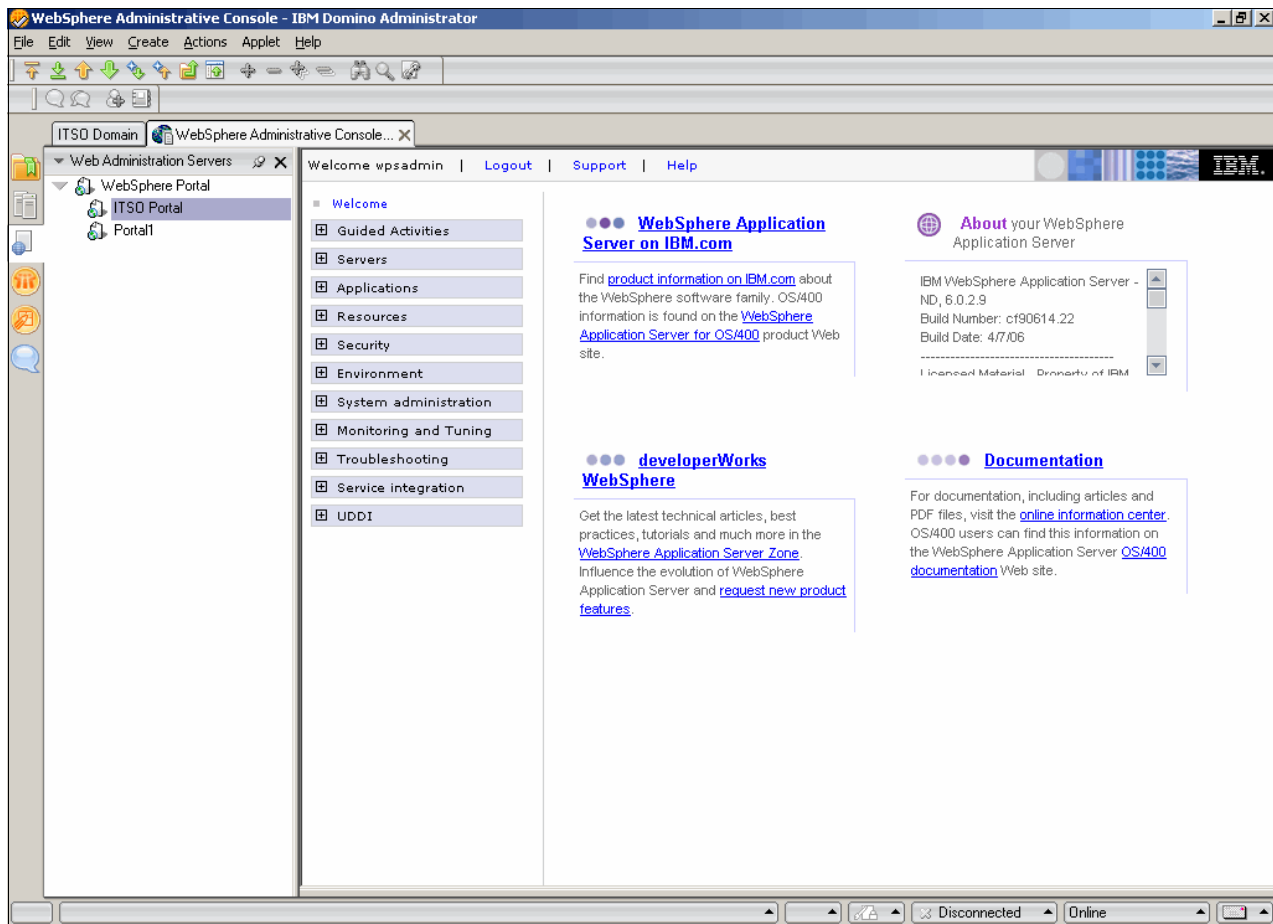 WebSphere Administrative Console - IBM Domino Administrator
File Edit View Create Actions Applet Help
ITSO Domain
WebSphere Administrative Console...
Web Administration Servers
WebSphere Portal
ITSO Portal
Portal1
Welcome wpsadmin | Logout | Support | Help
IBM.
Welcome
Guided Activities
Servers
Applications
Resources
Security
Environment
System administration
Monitoring and Tuning
Troubleshooting
Service integration
UDDI
WebSphere Application
Server on IBM.com
Find product information on IBM.com about
the WebSphere software family. OS/400
information is found on the WebSphere
Application Server for OS/400 product Web
site.
About your WebSphere
Application Server
IBM WebSphere Application Server -
ND, 6.0.2.9
Build Number: cf90614.22
Build Date: 4/7/06
----------------------------------------
Licensed Material Property of IBM
developerWorks
WebSphere
Get the latest technical articles, best
practices, tutorials and much more in the
WebSphere Application Server Zone.
Influence the evolution of WebSphere
Application Server and request new product
features.
Documentation
For documentation, including articles and
PDF files, visit the online information center.
OS/400 users can find this information on
the WebSphere Application Server OS/400
documentation Web site.
Disconnected
Online